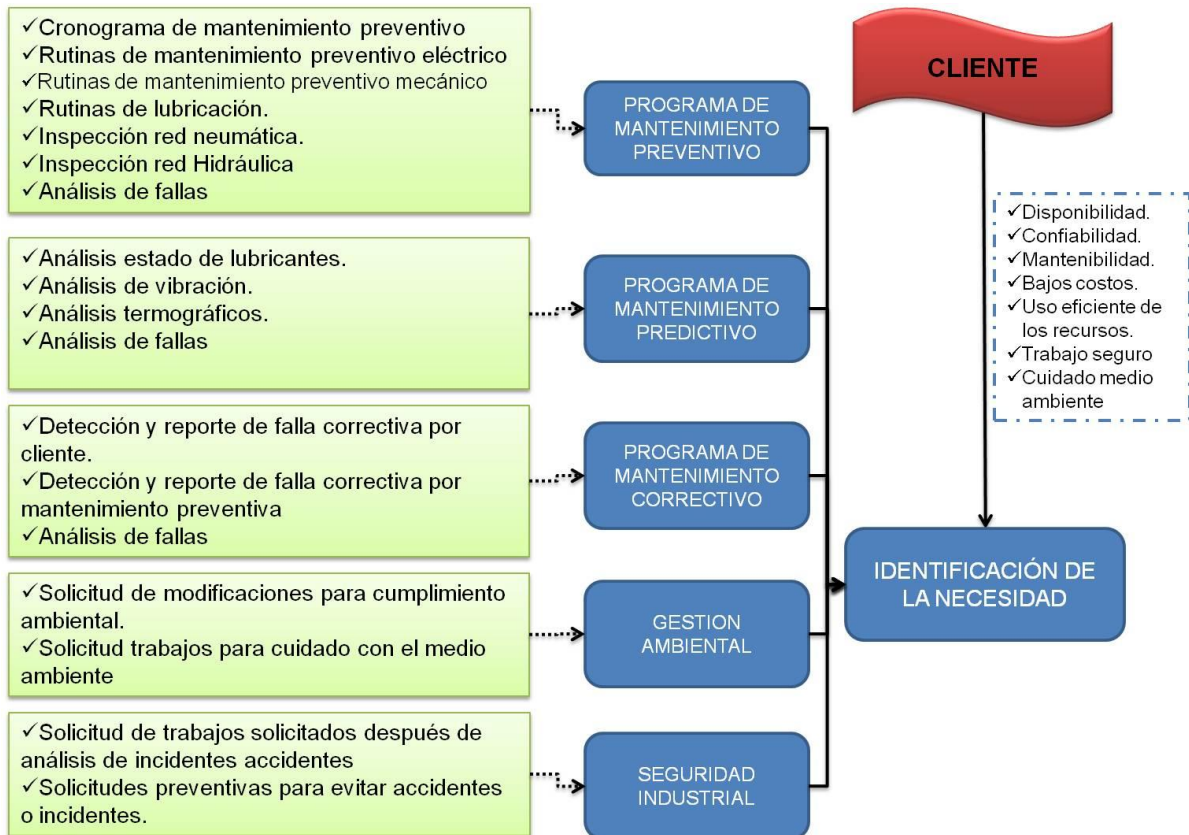 ✓Cronograma de mantenimiento preventivo
✓Rutinas de mantenimiento preventivo eléctrico
✓Rutinas de mantenimiento preventivo mecánico
✓Rutinas de lubricación.
✓Inspección red neumática.
✓Inspección red Hidráulica
✓Análisis de fallas
PROGRAMA DE
MANTENIMIENTO
PREVENTIVO
CLIENTE
✓Disponibilidad.
✓Confiabilidad.
✓Mantenibilidad.
✓Bajos costos.
✓Uso eficiente de
los recursos.
✓Trabajo seguro
✓Cuidado medio
ambiente
✓Análisis estado de lubricantes.
✓Análisis de vibración.
✓Análisis termográficos.
✓Análisis de fallas
PROGRAMA DE
MANTENIMIENTO
PREDICTIVO
✓Detección y reporte de falla correctiva por
cliente.
✓Detección y reporte de falla correctiva por
mantenimiento preventiva
✓Análisis de fallas
PROGRAMA DE
MANTENIMIENTO
CORRECTIVO
IDENTIFICACIÓN DE
LA NECESIDAD
✓Solicitud de modificaciones para cumplimiento
ambiental.
✓Solicitud trabajos para cuidado con el medio
ambiente
GESTION
AMBIENTAL
✓Solicitud de trabajos solicitados después de
análisis de incidentes accidentes
✓Solicitudes preventivas para evitar accidentes
o incidentes.
SEGURIDAD
INDUSTRIAL